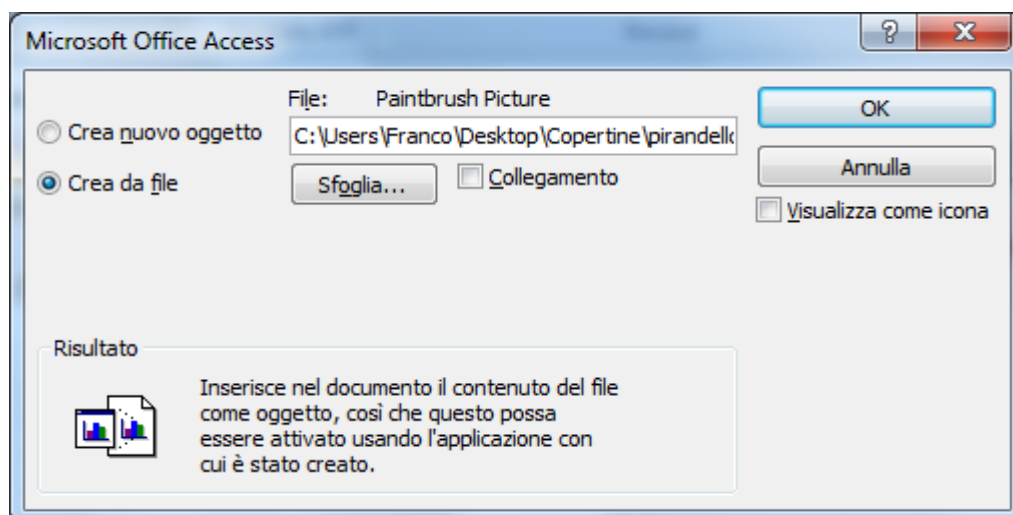 Microsoft Office Access
File: Paintbrush Picture
Crea nuovo oggetto
C:\Users\Franco\Desktop\Copertine\pirandello
OK
Crea da file
Sfoglia...
Collegamento
Annulla
Visualizza come icona
Risultato
Inserisce nel documento il contenuto del file
come oggetto, così che questo possa
essere attivato usando l'applicazione con
cui è stato creato.